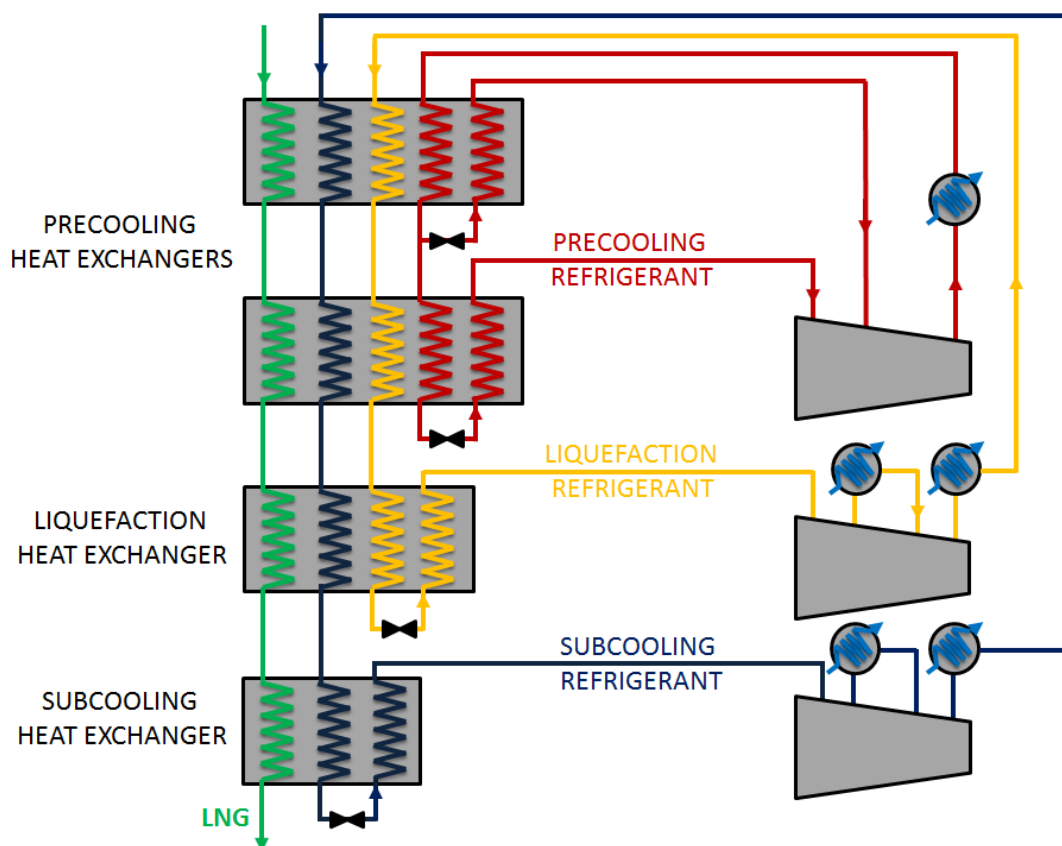 PRECOOLING
HEAT EXCHANGERS
PRECOOLING
REFRIGERANT
LIQUEFACTION
REFRIGERANT
LIQUEFACTION
HEAT EXCHANGER
SUBCOOLING
REFRIGERANT
SUBCOOLING
HEAT EXCHANGER
LNG